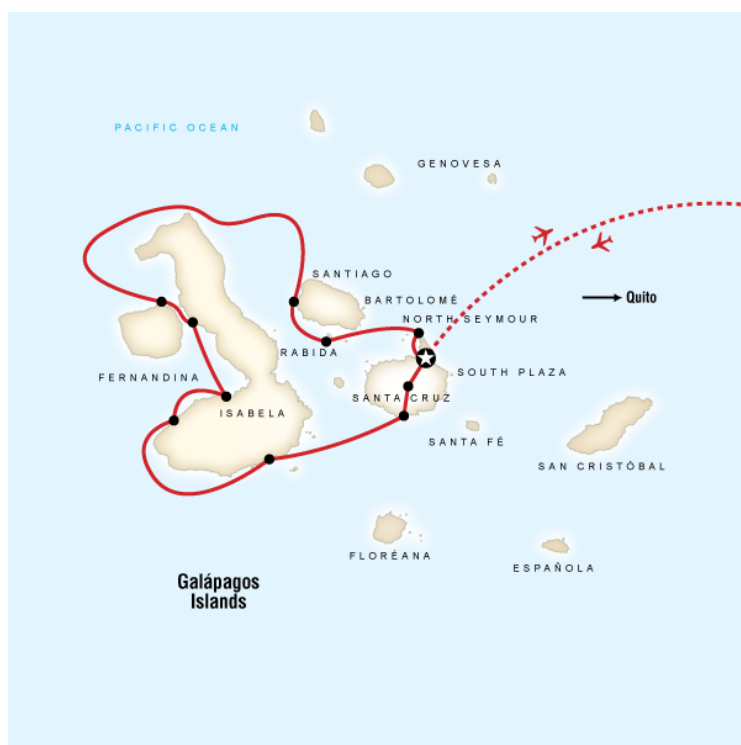 PACIFIC OCEAN
GENOVESA
SANTIAGO
BARTOLOMÉ
Quito
NORTH SEYMOUR
RABIDA
SOUTH PLAZA
FERNANDINA
SANTA CRUZ
ISABELA
SANTA FÉ
SAN CRISTÓBAL
FLORÉANA
ESPAÑOLA
Galápagos
Islands